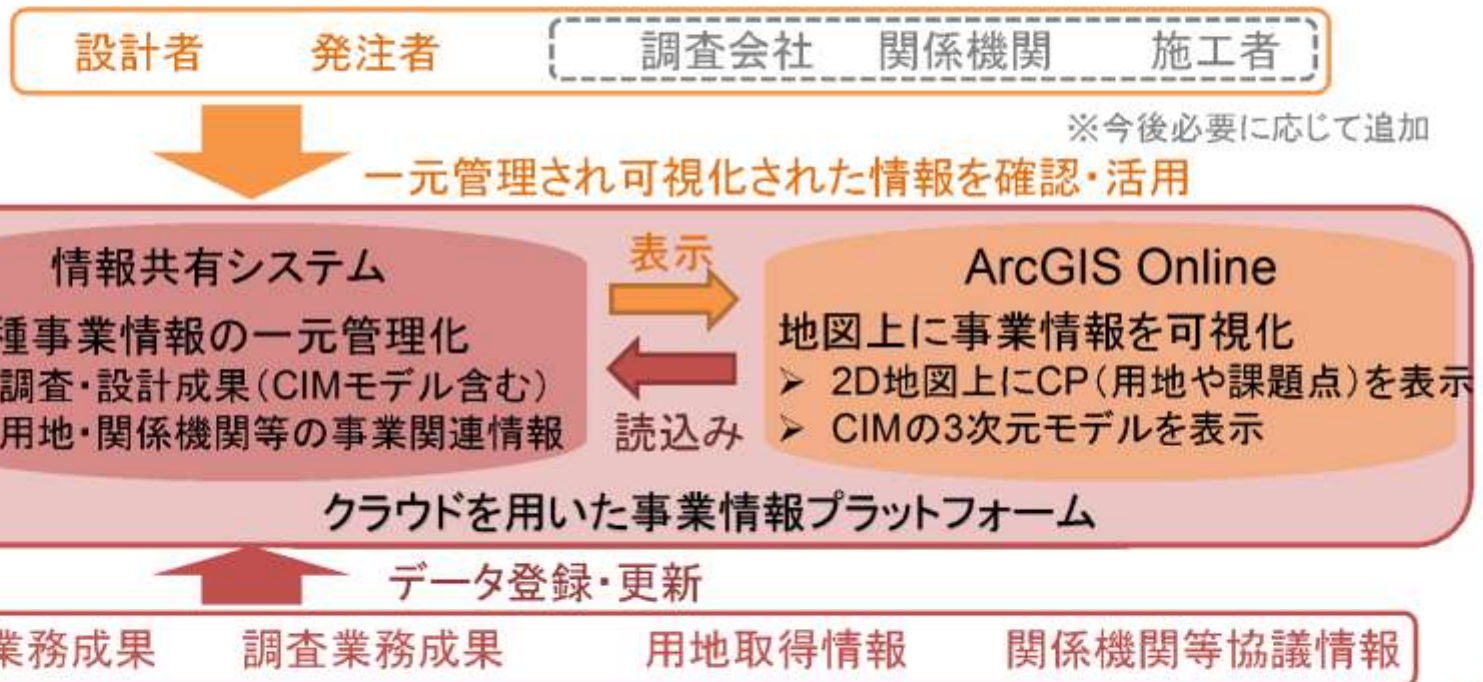 設計者 発注者 調査会社 関係機関 施工者
※今後必要に応じて追加
一元管理され可視化された情報を確認・活用
情報共有システム
種事業情報の一元管理化
調査・設計成果(CIMモデル含む)
用地・関係機関等の事業関連情報
表示
読込み
ArcGIS Online
地図上に事業情報を可視化
➢ 2D地図上にCP(用地や課題点)を表示
➢ CIMの3次元モデルを表示
クラウドを用いた事業情報プラットフォーム
データ登録・更新
業務成果 調査業務成果 用地取得情報 関係機関等協議情報